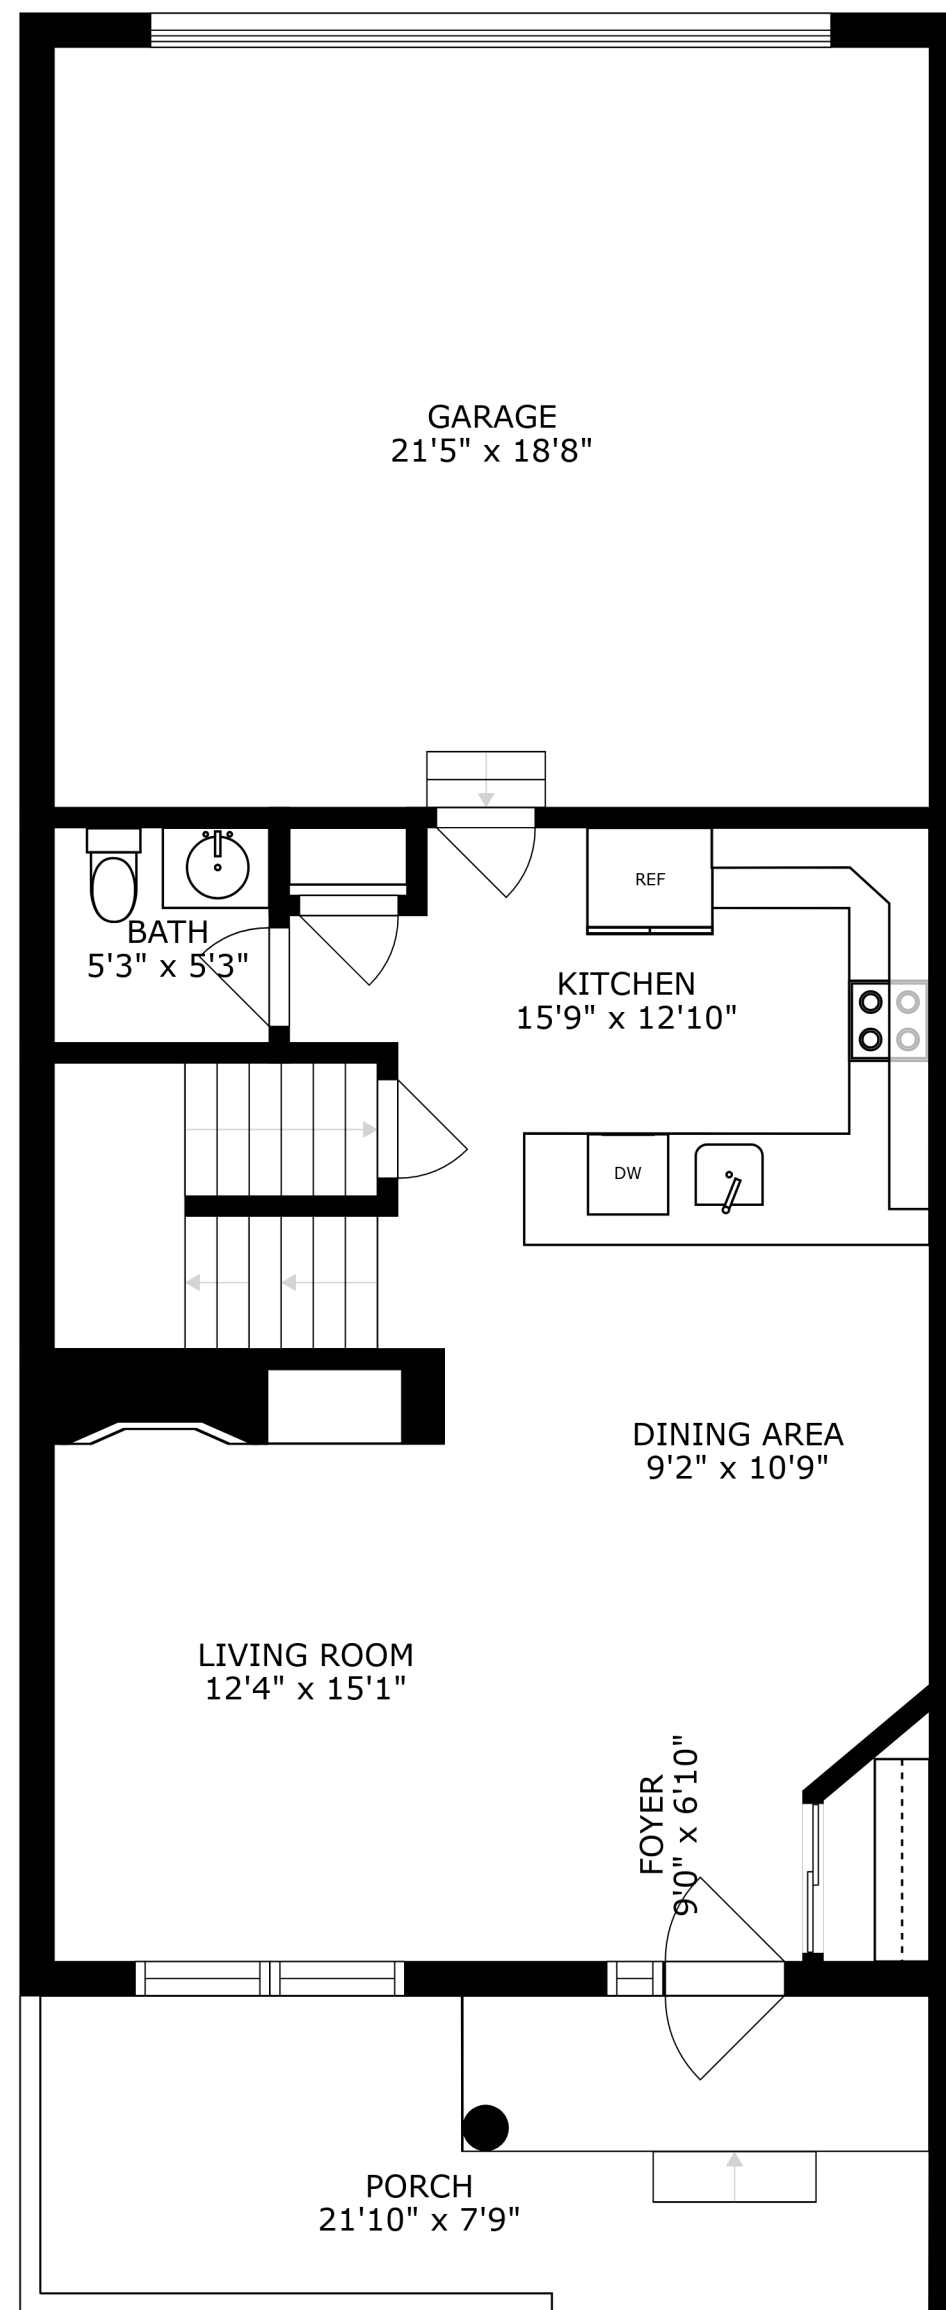 GARAGE
21'5" x 18'8"
REF
BATH
5'3" x 5'3"
KITCHEN
15'9" x 12'10"
DW
DINING AREA
9'2" x 10'9"
LIVING ROOM
12'4" x 15'1"
FOYER
9'0" x 6'10"
PORCH
21'10" x 7'9"